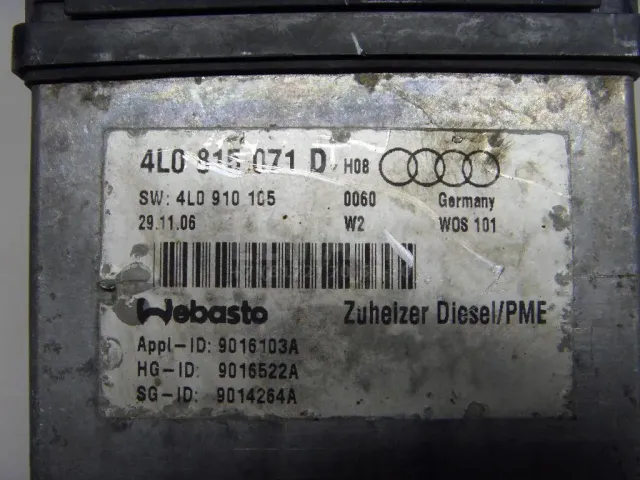 4L0 815 071 D H08
SW: 4L0 910 105 0060 Germany
29.11.06 W2 WOS 101
Webasto Zuheizer Diesel/PME
Appl-ID: 9016103A
HG-ID: 9016522A
SG-ID: 9014264A